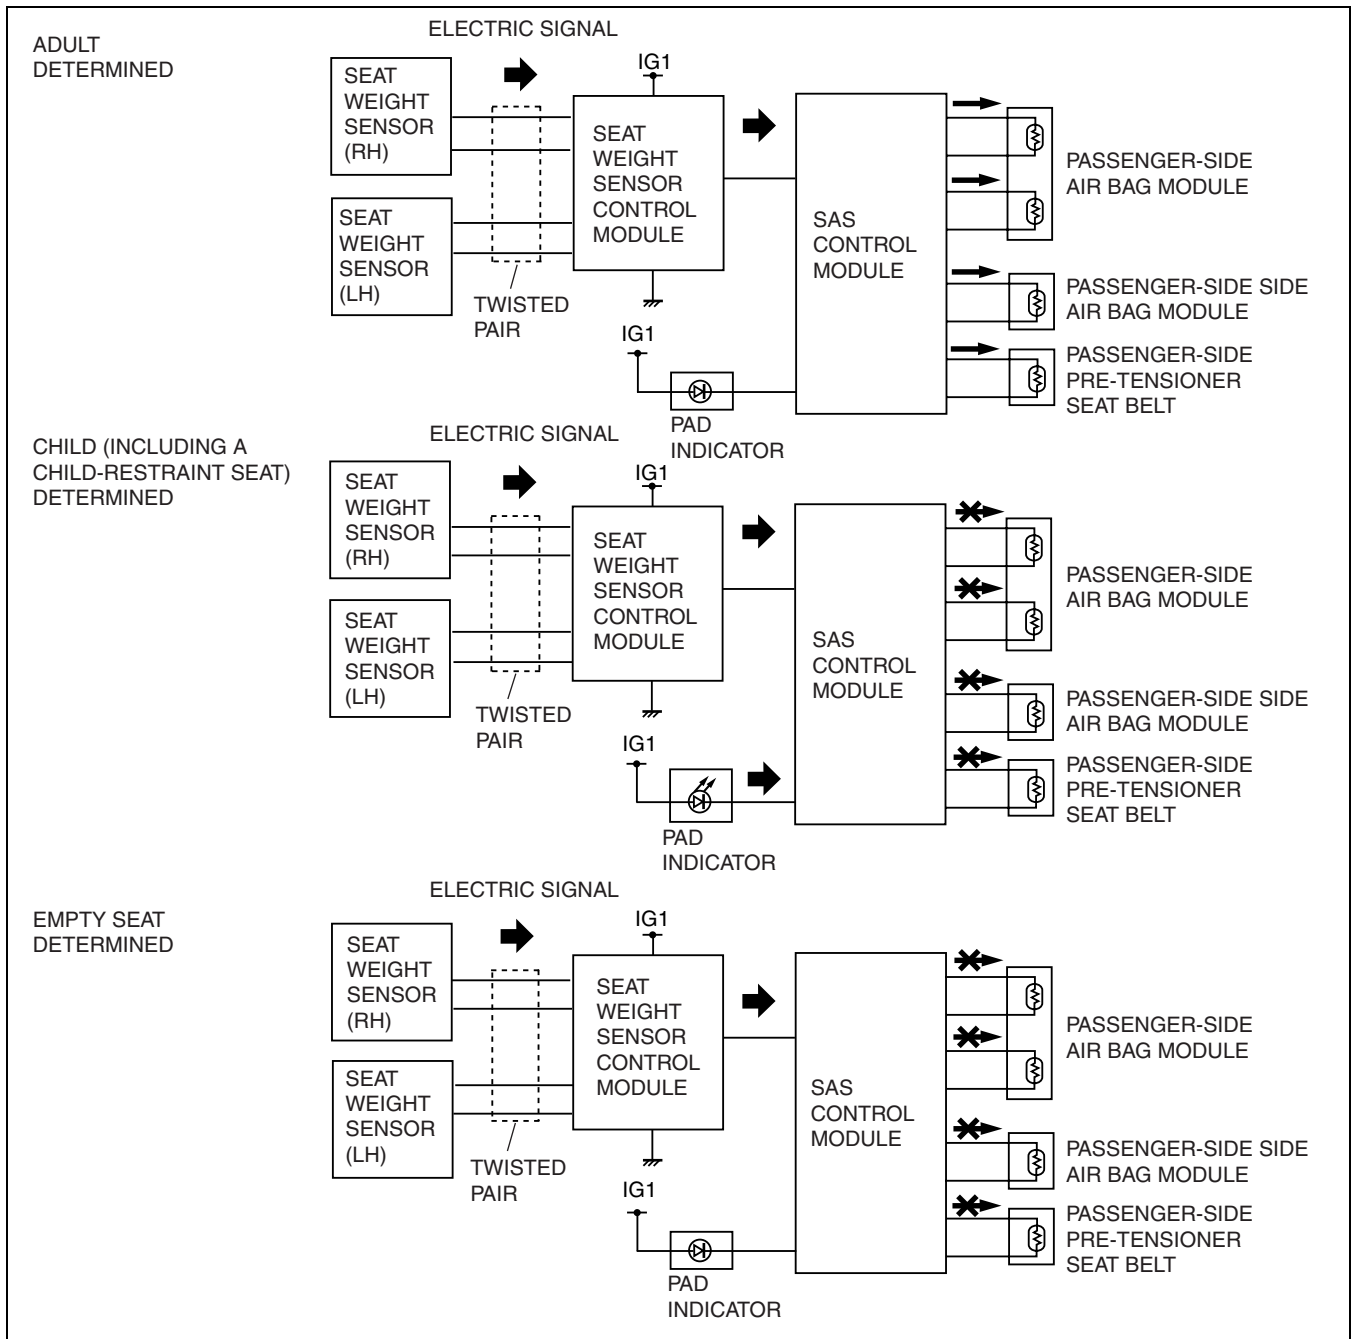 ADULT
DETERMINED
ELECTRIC SIGNAL
SEAT
WEIGHT
SENSOR
(RH)
SEAT
WEIGHT
SENSOR
(LH)
TWISTED
PAIR
IG1
SEAT
WEIGHT
SENSOR
CONTROL
MODULE
IG1
PAD
INDICATOR
SAS
CONTROL
MODULE
PASSENGER-SIDE
AIR BAG MODULE
PASSENGER-SIDE SIDE
AIR BAG MODULE
PASSENGER-SIDE
PRE-TENSIONER
SEAT BELT
CHILD (INCLUDING A
CHILD-RESTRAINT SEAT)
DETERMINED
ELECTRIC SIGNAL
SEAT
WEIGHT
SENSOR
(RH)
SEAT
WEIGHT
SENSOR
(LH)
TWISTED
PAIR
IG1
SEAT
WEIGHT
SENSOR
CONTROL
MODULE
IG1
PAD
INDICATOR
SAS
CONTROL
MODULE
PASSENGER-SIDE
AIR BAG MODULE
PASSENGER-SIDE SIDE
AIR BAG MODULE
PASSENGER-SIDE
PRE-TENSIONER
SEAT BELT
EMPTY SEAT
DETERMINED
ELECTRIC SIGNAL
SEAT
WEIGHT
SENSOR
(RH)
SEAT
WEIGHT
SENSOR
(LH)
TWISTED
PAIR
IG1
SEAT
WEIGHT
SENSOR
CONTROL
MODULE
IG1
PAD
INDICATOR
SAS
CONTROL
MODULE
PASSENGER-SIDE
AIR BAG MODULE
PASSENGER-SIDE SIDE
AIR BAG MODULE
PASSENGER-SIDE
PRE-TENSIONER
SEAT BELT